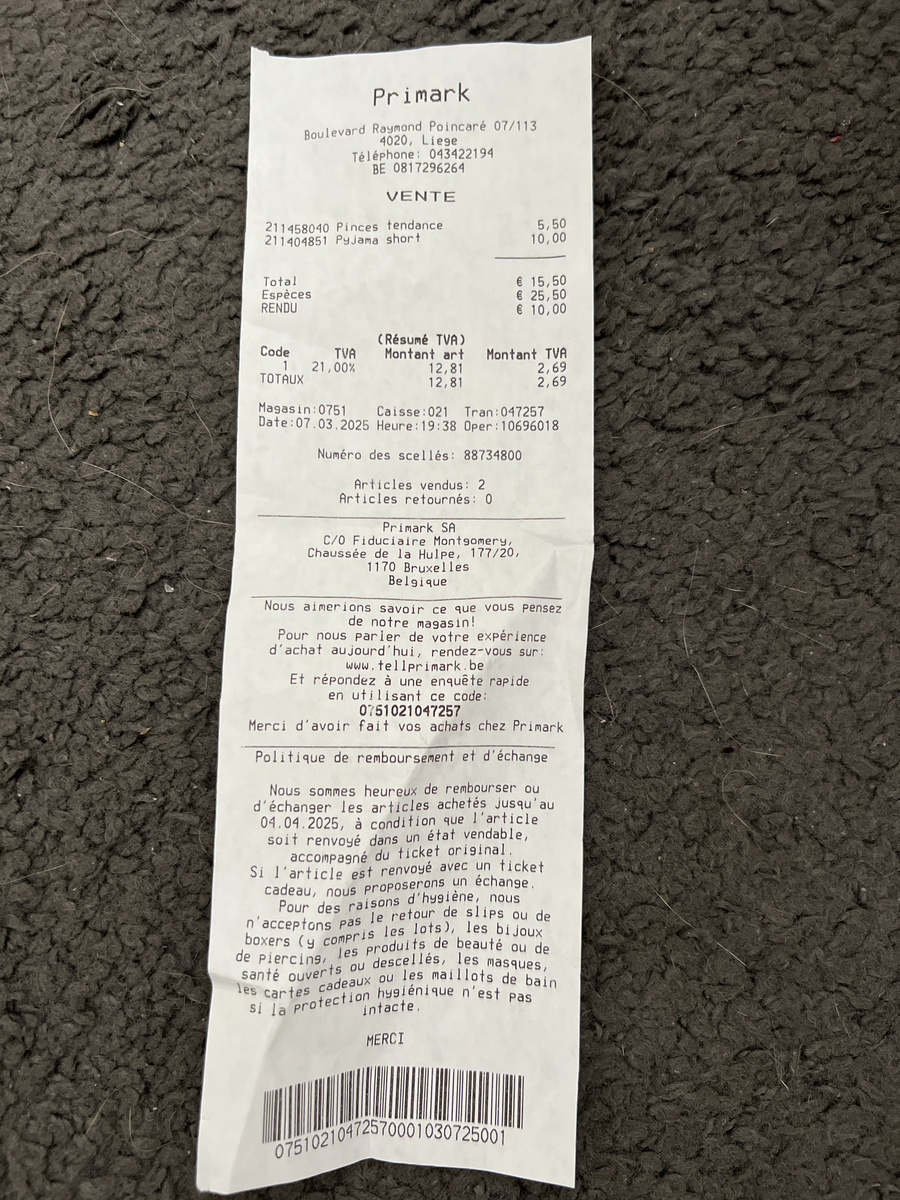 Primark
Boulevard Raymond Poincaré 07/113
4020, Liege
Téléphone: 043422194
BE 0817296264
VENTE
211458040 Pinces tendance 5,50
211404851 Pyjama short 10,00
Total € 15,50
Espèces € 25,50
RENDU € 10,00
(Résumé TVA)
Code TVA Montant art Montant TVA
1 21,00% 12,81 2,69
TOTAUX 12,81 2,69
Magasin:0751 Caisse:021 Tran:047257
Date:07.03.2025 Heure:19:38 Oper:10696018
Numéro des scellés: 88734800
Articles vendus: 2
Articles retournés: 0
Primark SA
C/O Fiduciaire Montgomery,
Chaussée de la Hulpe, 177/20,
1170 Bruxelles
Belgique
Nous aimerions savoir ce que vous pensez
de notre magasin!
Pour nous parler de votre expérience
d'achat aujourd'hui, rendez-vous sur:
www.tellprimark.be
Et répondez à une enquête rapide
en utilisant ce code:
0751021047257
Merci d'avoir fait vos achats chez Primark
Politique de remboursement et d'échange
Nous sommes heureux de rembourser ou
d'échanger les articles achetés jusqu'au
04.04.2025, à condition que l'article
soit renvoyé dans un état vendable,
accompagné du ticket original.
Si l'article est renvoyé avec un ticket
cadeau, nous proposerons un échange.
Pour des raisons d'hygiène, nous
n'acceptons pas le retour de slips ou de
boxers (y compris les lots), les bijoux
de piercing, les produits de beauté ou de
santé ouverts ou descellés, les masques,
les cartes cadeaux ou les maillots de bain
si la protection hygiénique n'est pas
intacte.
MERCI
07510210472570001030725001